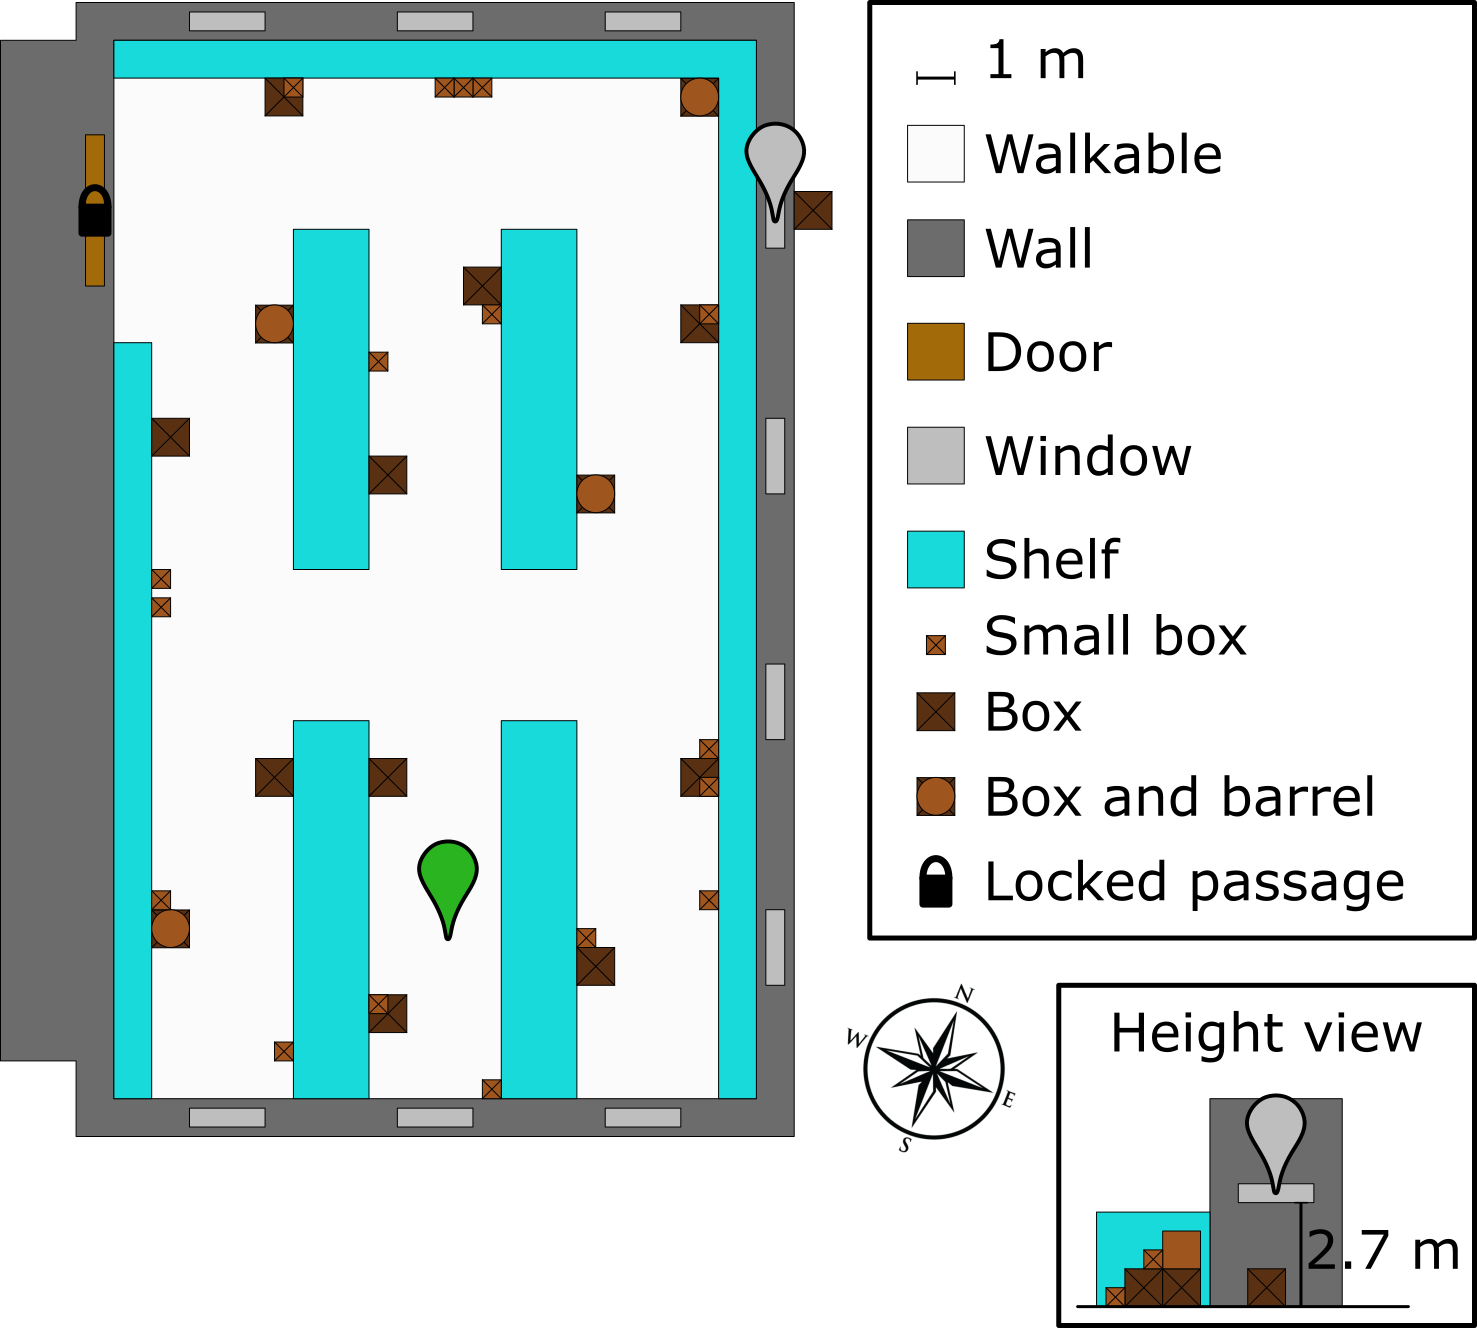 1 m
Walkable
Wall
Door
Window
Shelf
Small box
Box
Box and barrel
Locked passage
N
W
E
S
Height view
2.7 m